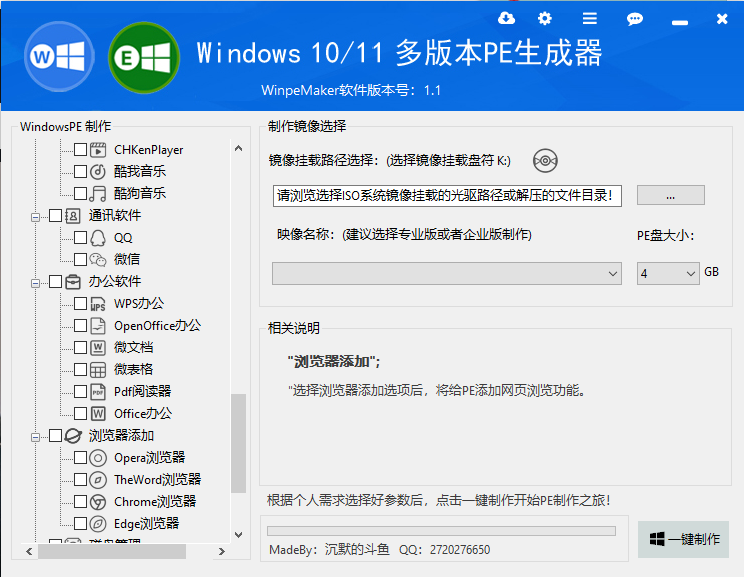 Windows 10/11 多版本PE生成器
WinpeMaker软件版本号：1.1
WindowsPE 制作
CHKenPlayer
酷我音乐
酷狗音乐
通讯软件
QQ
微信
办公软件
WPS办公
OpenOffice办公
微文档
微表格
Pdf阅读器
Office办公
浏览器添加
Opera浏览器
TheWord浏览器
Chrome浏览器
Edge浏览器
制作镜像选择
镜像挂载路径选择：(选择镜像挂载盘符 K:)
请浏览选择ISO系统镜像挂载的光驱路径或解压的文件目录！
...
映像名称：(建议选择专业版或者企业版制作)
PE盘大小：
4
GB
相关说明
"浏览器添加";
"选择浏览器添加选项后，将给PE添加网页浏览功能。
根据个人需求选择好参数后，点击一键制作开始PE制作之旅！
MadeBy：沉默的斗鱼 QQ：2720276650
一键制作